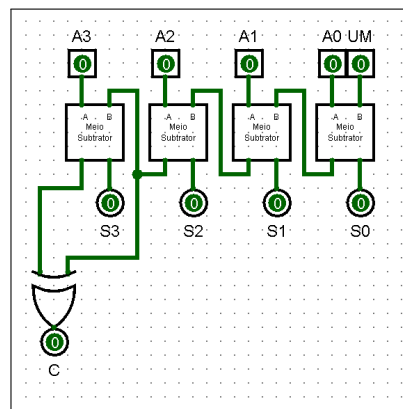 A3 A2 A1 A0 UM
0 0 0 0 0
A B A B A B A B
Meio Meio Meio Meio
Subtrator Subtrator Subtrator Subtrator
0 0 0 0
S3 S2 S1 S0
0
C